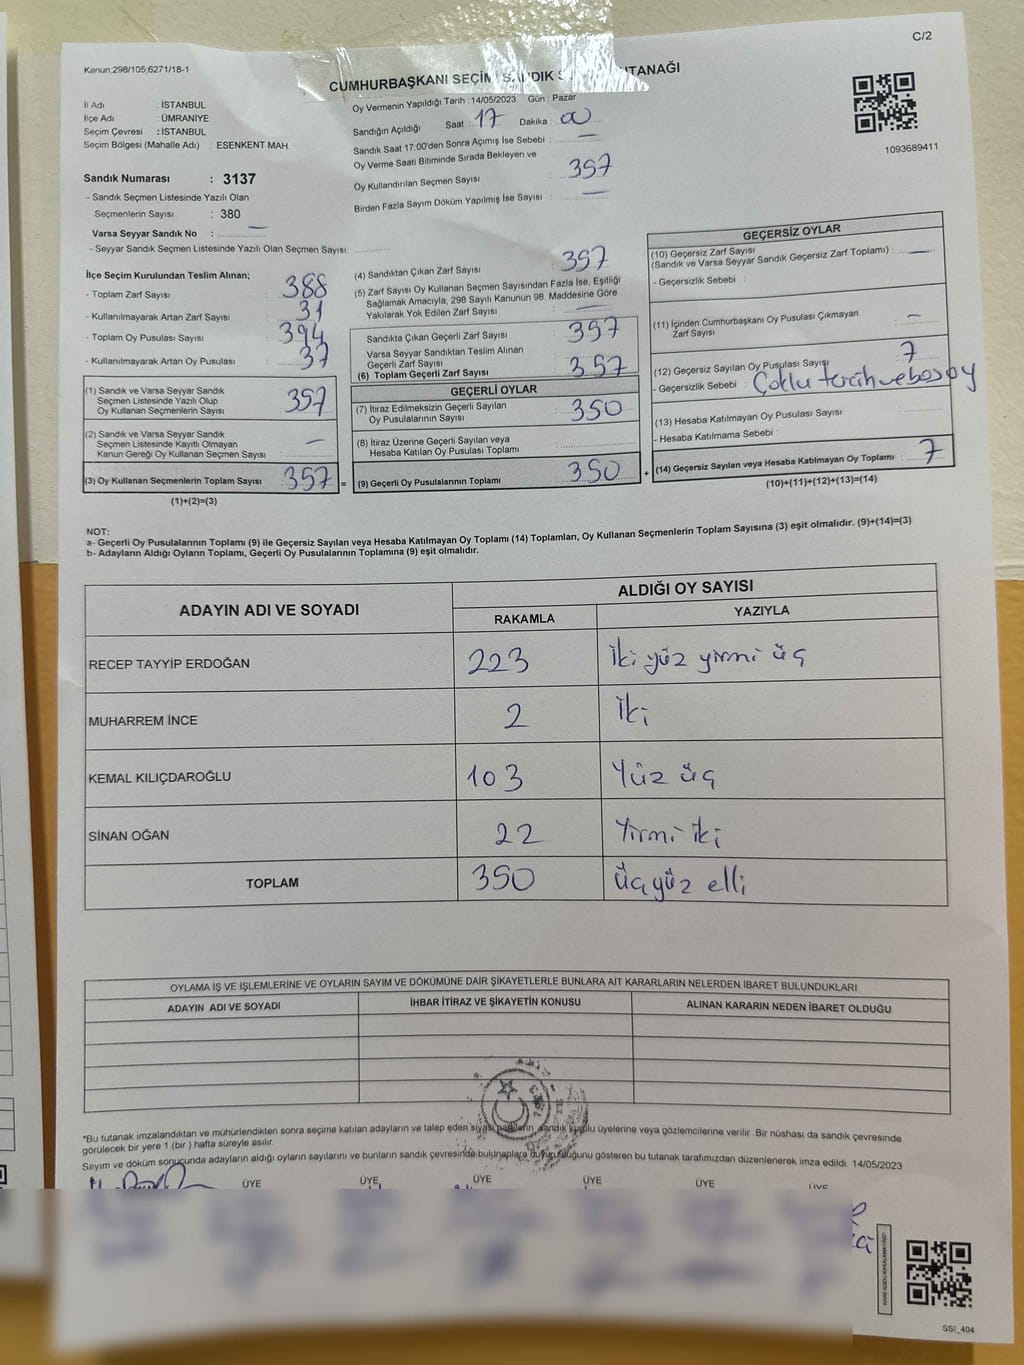 C/2
Kanun;298/105;6271/18-1
CUMHURBAŞKANI SEÇİM SANDIK TUTANAĞI
İl Adı : İSTANBUL
İlçe Adı : ÜMRANİYE
Seçim Çevresi : İSTANBUL
Seçim Bölgesi (Mahalle Adı) : ESENKENT MAH.
Oy Vermenin Yapıldığı Tarih : 14/05/2023 Gün : Pazar
Sandığın Açıldığı Saat : 17 Dakika : 00
Sandık Saat 17:00'den Sonra Açımış İse Sebebi : —
Oy Verme Saati Bitiminde Sırada Bekleyen ve
Oy Kullandırılan Seçmen Sayısı : 357
Birden Fazla Sayım Döküm Yapılmış İse Sayısı : —
1093689411
Sandık Numarası : 3137
- Sandık Seçmen Listesinde Yazılı Olan
Seçmenlerin Sayısı : 380
Varsa Seyyar Sandık No : —
- Seyyar Sandık Seçmen Listesinde Yazılı Olan Seçmen Sayısı:
İlçe Seçim Kurulundan Teslim Alınan;
- Toplam Zarf Sayısı : 388
- Kullanılmayarak Artan Zarf Sayısı : 31
- Toplam Oy Pusulası Sayısı : 394
- Kullanılmayarak Artan Oy Pusulası : 37
(1) Sandık ve Varsa Seyyar Sandık
Seçmen Listesinde Yazılı Olup
Oy Kullanan Seçmenlerin Sayısı : 357
(2) Sandık ve Varsa Seyyar Sandık
Seçmen Listesinde Kayıtlı Olmayan
Kanun Gereği Oy Kullanan Seçmen Sayısı : —
(3) Oy Kullanan Seçmenlerin Toplam Sayısı : 357 =
(1)+(2)=(3)
(4) Sandıktan Çıkan Zarf Sayısı : 357
(5) Zarf Sayısı Oy Kullanan Seçmen Sayısından Fazla İse, Eşitliği
Sağlamak Amacıyla, 298 Sayılı Kanunun 98. Maddesine Göre
Yakılarak Yok Edilen Zarf Sayısı : —
Sandıkta Çıkan Geçerli Zarf Sayısı : 357
Varsa Seyyar Sandıktan Teslim Alınan
Geçerli Zarf Sayısı :
(6) Toplam Geçerli Zarf Sayısı : 357
GEÇERLİ OYLAR
(7) İtiraz Edilmeksizin Geçerli Sayılan
Oy Pusulalarının Sayısı : 350
(8) İtiraz Üzerine Geçerli Sayılan veya
Hesaba Katılan Oy Pusulası Toplamı :
(9) Geçerli Oy Pusulalarının Toplamı : 350 +
GEÇERSİZ OYLAR
(10) Geçersiz Zarf Sayısı
(Sandık ve Varsa Seyyar Sandık Geçersiz Zarf Toplamı) : —
- Geçersizlik Sebebi :
(11) İçinden Cumhurbaşkanı Oy Pusulası Çıkmayan
Zarf Sayısı : —
(12) Geçersiz Sayılan Oy Pusulası Sayısı : 7
- Geçersizlik Sebebi : Çoklu tercih ve boş oy
(13) Hesaba Katılmayan Oy Pusulası Sayısı :
- Hesaba Katılmama Sebebi :
(14) Geçersiz Sayılan veya Hesaba Katılmayan Oy Toplamı : 7
(10)+(11)+(12)+(13)=(14)
NOT:
a- Geçerli Oy Pusulalarının Toplamı (9) ile Geçersiz Sayılan veya Hesaba Katılmayan Oy Toplamı (14) Toplamları, Oy Kullanan Seçmenlerin Toplam Sayısına (3) eşit olmalıdır. (9)+(14)=(3)
b- Adayların Aldığı Oyların Toplamı, Geçerli Oy Pusulalarının Toplamına (9) eşit olmalıdır.
ADAYIN ADI VE SOYADI ALDIĞI OY SAYISI
RAKAMLA YAZIYLA
RECEP TAYYİP ERDOĞAN 223 İki yüz yirmi üç
MUHARREM İNCE 2 İki
KEMAL KILIÇDAROĞLU 103 Yüz üç
SİNAN OĞAN 22 Yirmi iki
TOPLAM 350 Üç yüz elli
OYLAMA İŞ VE İŞLEMLERİNE VE OYLARIN SAYIM VE DÖKÜMÜNE DAİR ŞİKAYETLERLE BUNLARA AİT KARARLARIN NELERDEN İBARET BULUNDUKLARI
ADAYIN ADI VE SOYADI İHBAR İTİRAZ VE ŞİKAYETİN KONUSU ALINAN KARARIN NEDEN İBARET OLDUĞU
*Bu tutanak imzalandıktan ve mühürlendikten sonra seçime katılan adayların ve talep eden siyasi partilerin, sandık kurulu üyelerine veya gözlemcilerine verilir. Bir nüshası da sandık çevresinde
görülecek bir yere 1 (bir ) hafta süreyle asılır.
Sayım ve döküm sonucunda adayların aldığı oyların sayılarını ve bunların sandık çevresinde bulunanlara duyurulduğunu gösteren bu tutanak tarafımızdan düzenlenerek imza edildi. 14/05/2023
ÜYE ÜYE ÜYE ÜYE ÜYE ÜYE
SSI_404